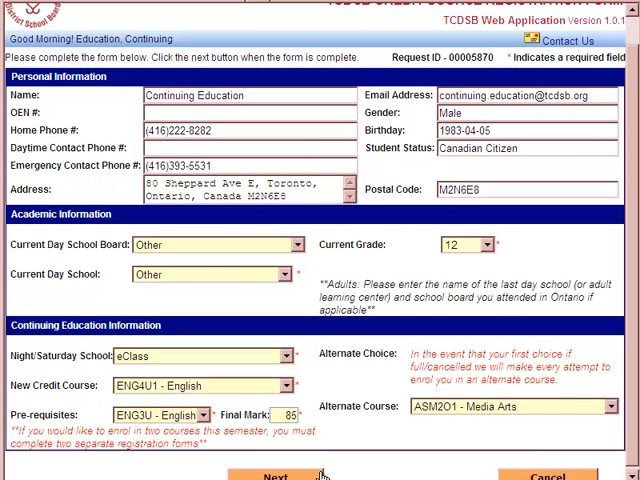 District School Board
TCDSB CREDIT COURSE REGISTRATION FORM
TCDSB Web Application Version 1.0.1
Good Morning! Education, Continuing
Contact Us
Please complete the form below. Click the next button when the form is complete. Request ID - 00005870 * Indicates a required field
Personal Information
Name: Continuing Education Email Address: continuing.education@tcdsb.org
OEN #: Gender: Male
Home Phone #: (416)222-8282 Birthday: 1983-04-05
Daytime Contact Phone #: Student Status: Canadian Citizen
Emergency Contact Phone #: (416)393-5531
Address: 80 Sheppard Ave E, Toronto,
Ontario, Canada M2N6E8
Postal Code: M2N6E8
Academic Information
Current Day School Board: Other Current Grade: 12 *
Current Day School: Other *
**Adults: Please enter the name of the last day school (or adult
learning center) and school board you attended in Ontario if
applicable**
Continuing Education Information
Night/Saturday School: eClass *
Alternate Choice: In the event that your first choice if
full/cancelled we will make every attempt to
enrol you in an alternate course.
New Credit Course: ENG4U1 - English *
Pre-requisites: ENG3U - English * Final Mark: 85 *
Alternate Course: ASM2O1 - Media Arts
**If you would like to enrol in two courses this semester, you must
complete two separate registration forms**
Next Cancel